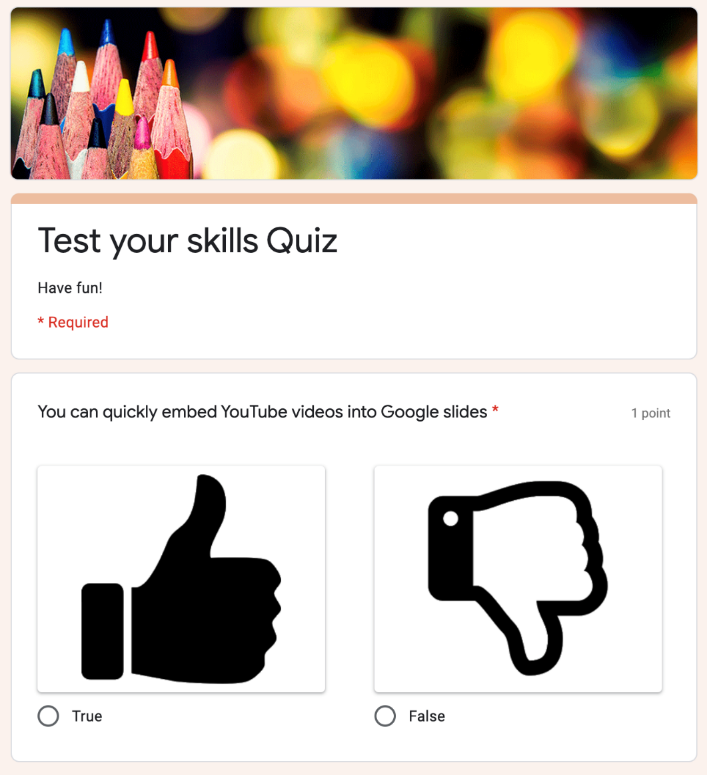 Test your skills Quiz
Have fun!
* Required
You can quickly embed YouTube videos into Google slides *
1 point
True
False